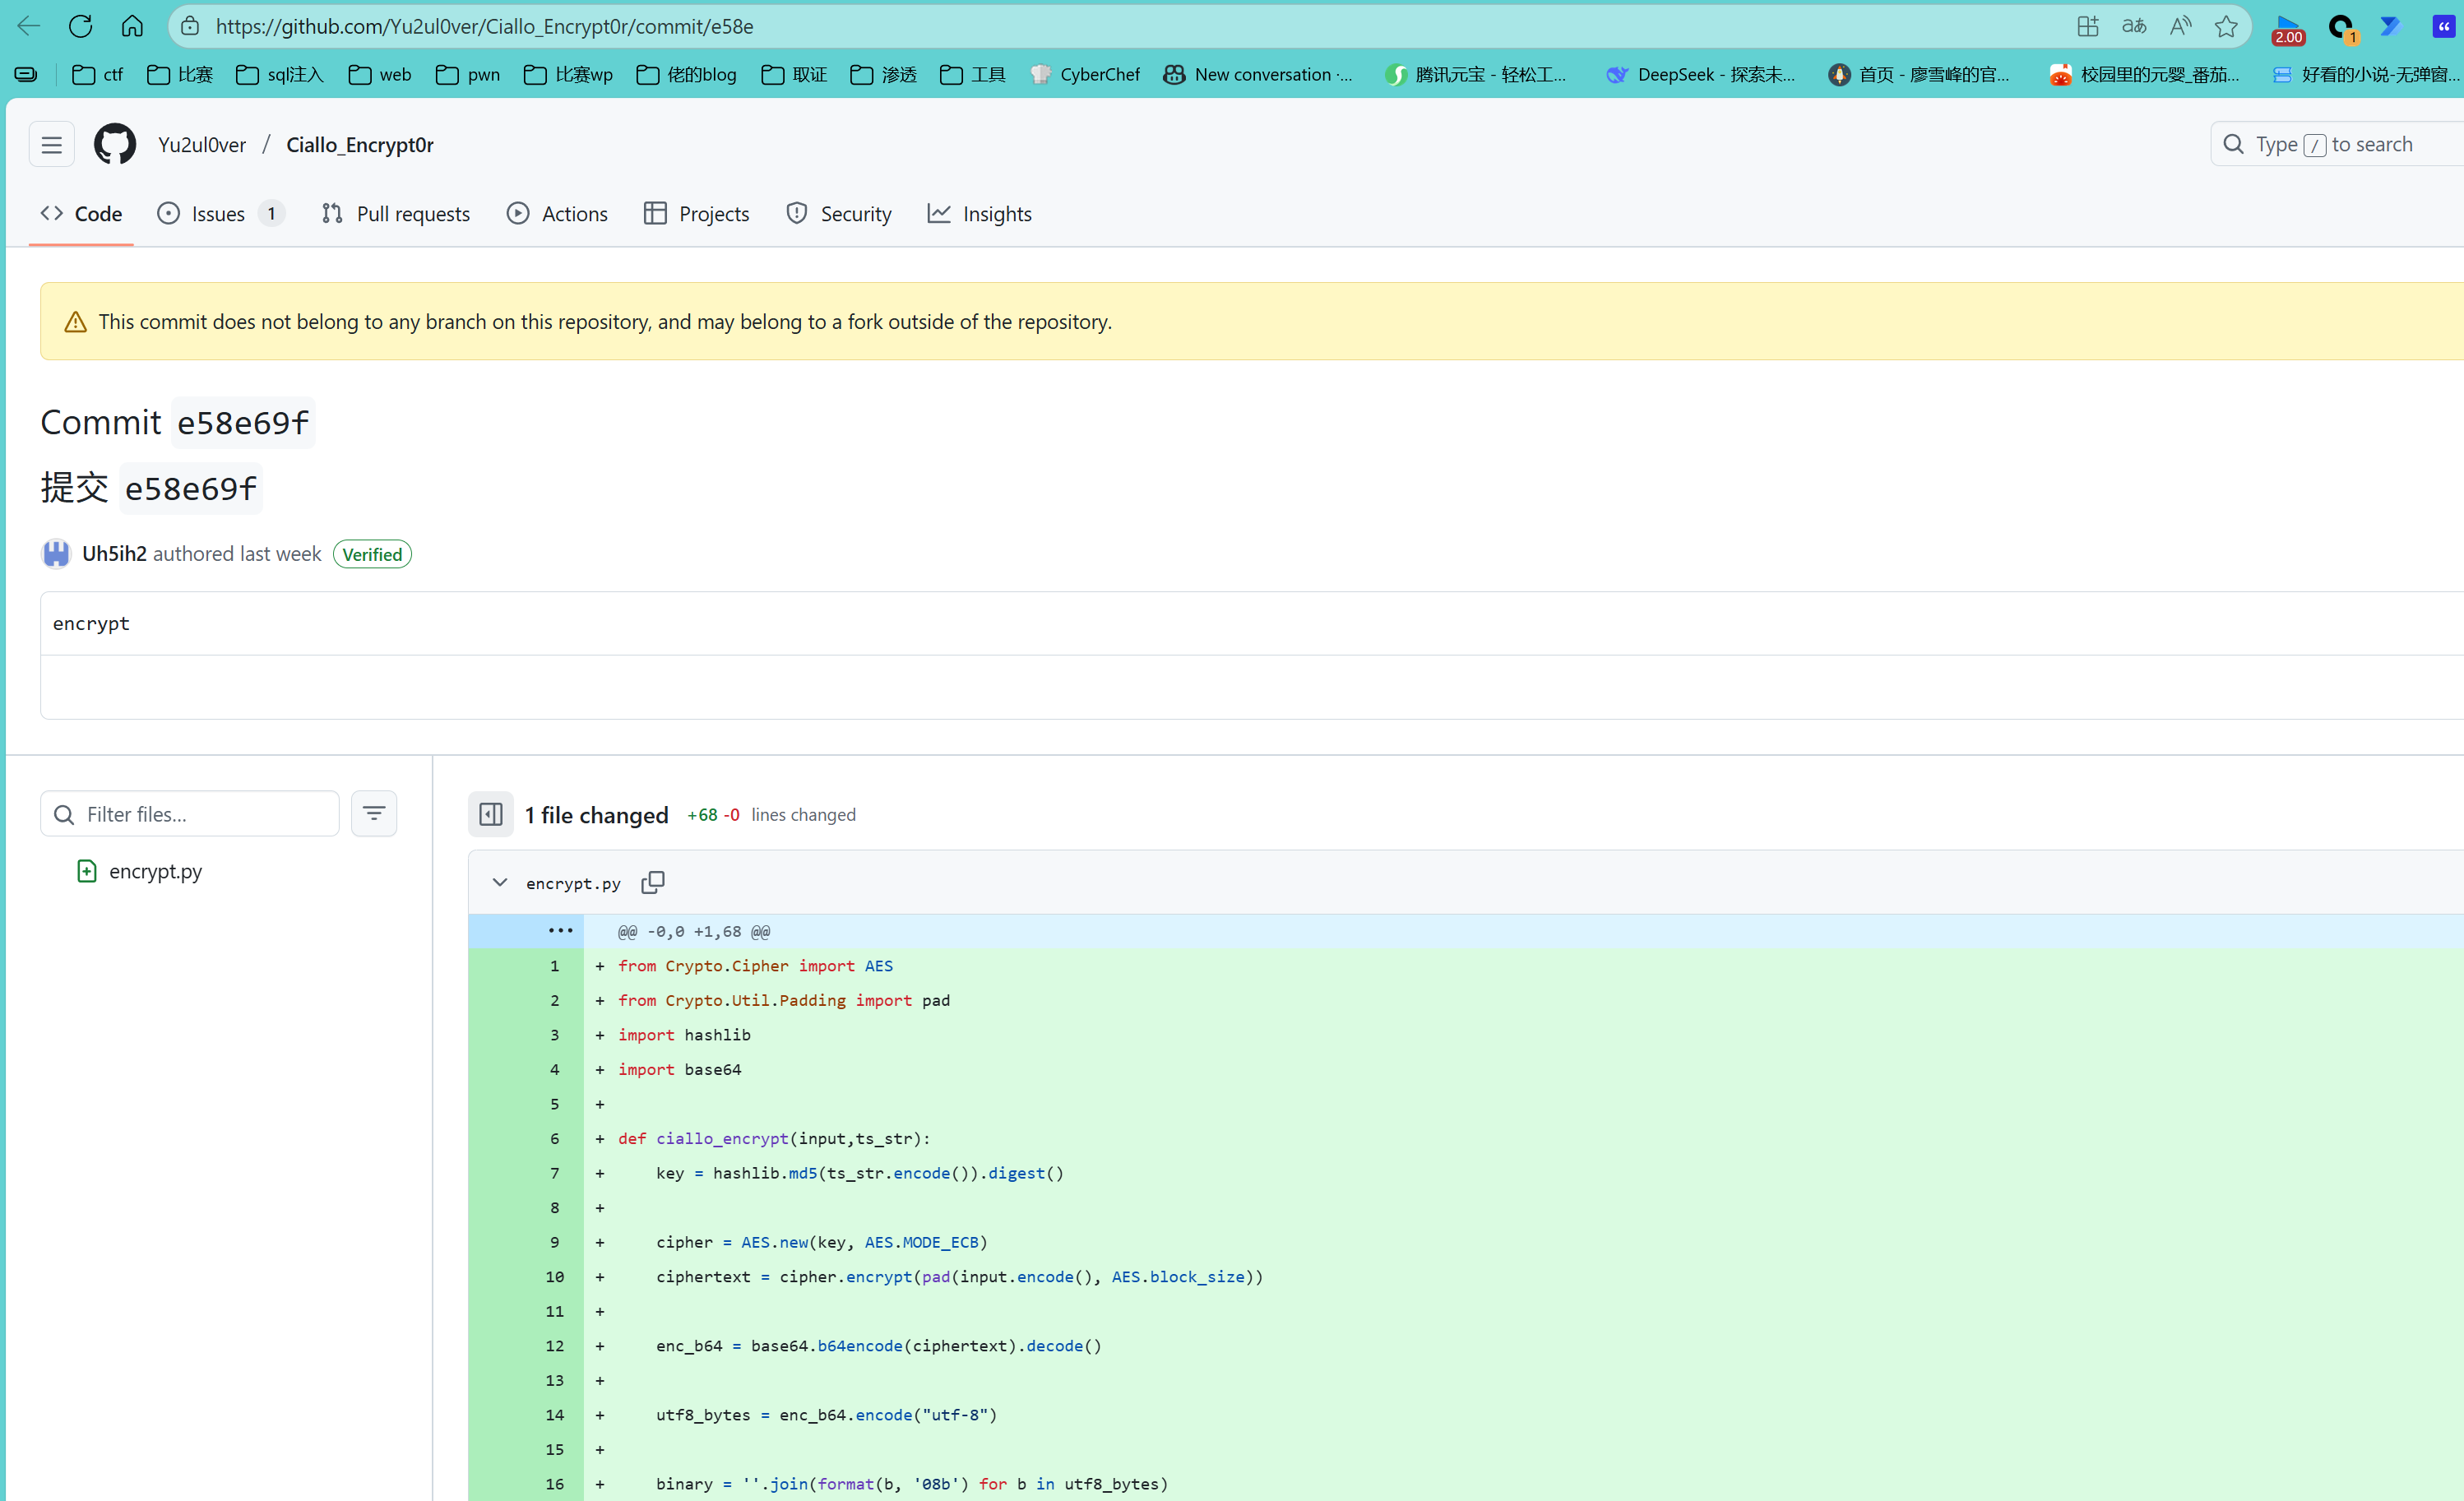 https://github.com/Yu2ul0ver/Ciallo_Encrypt0r/commit/e58e
2.00
1
ctf 比赛 sql注入 web pwn 比赛wp 佬的blog 取证 渗透 工具 CyberChef New conversation ·... 腾讯元宝 - 轻松工... DeepSeek - 探索未... 首页 - 廖雪峰的官... 校园里的元婴_番茄... 好看的小说-无弹窗...
Yu2ul0ver / Ciallo_Encrypt0r
Type / to search
Code Issues 1 Pull requests Actions Projects Security Insights
This commit does not belong to any branch on this repository, and may belong to a fork outside of the repository.
Commit e58e69f
提交 e58e69f
Uh5ih2 authored last week Verified
encrypt
Filter files...
encrypt.py
1 file changed +68 -0 lines changed
encrypt.py
@@ -0,0 +1,68 @@
1 + from Crypto.Cipher import AES
2 + from Crypto.Util.Padding import pad
3 + import hashlib
4 + import base64
5 +
6 + def ciallo_encrypt(input,ts_str):
7 +     key = hashlib.md5(ts_str.encode()).digest()
8 +
9 +     cipher = AES.new(key, AES.MODE_ECB)
10 +     ciphertext = cipher.encrypt(pad(input.encode(), AES.block_size))
11 +
12 +     enc_b64 = base64.b64encode(ciphertext).decode()
13 +
14 +     utf8_bytes = enc_b64.encode("utf-8")
15 +
16 +     binary = ''.join(format(b, '08b') for b in utf8_bytes)